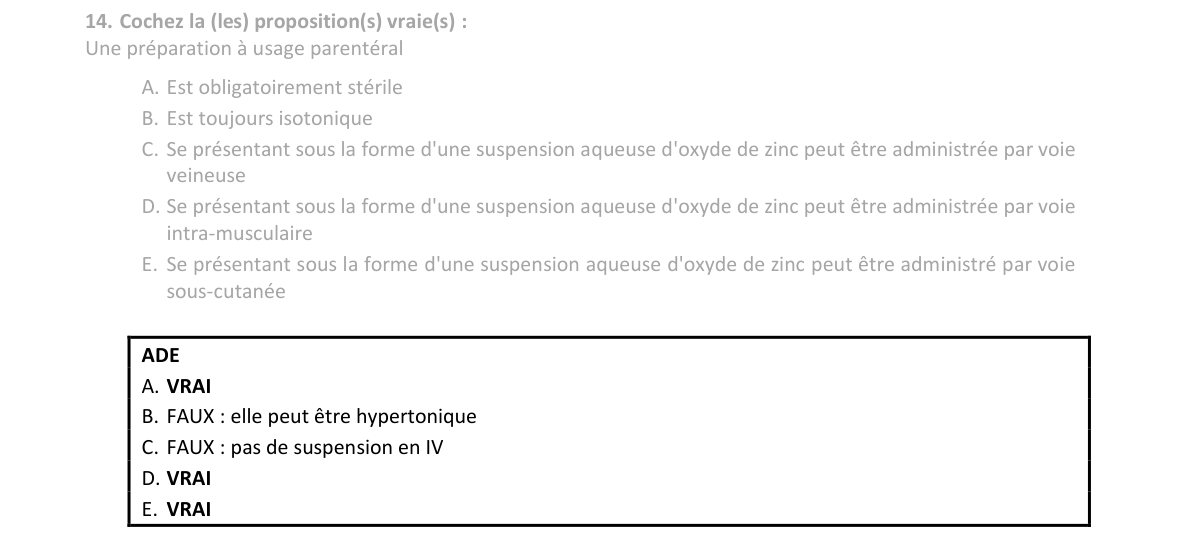 14. Cochez la (les) proposition(s) vraie(s) :
Une préparation à usage parentéral
A. Est obligatoirement stérile
B. Est toujours isotonique
C. Se présentant sous la forme d'une suspension aqueuse d'oxyde de zinc peut être administrée par voie
veineuse
D. Se présentant sous la forme d'une suspension aqueuse d'oxyde de zinc peut être administrée par voie
intra-musculaire
E. Se présentant sous la forme d'une suspension aqueuse d'oxyde de zinc peut être administré par voie
sous-cutanée
ADE
A. VRAI
B. FAUX : elle peut être hypertonique
C. FAUX : pas de suspension en IV
D. VRAI
E. VRAI